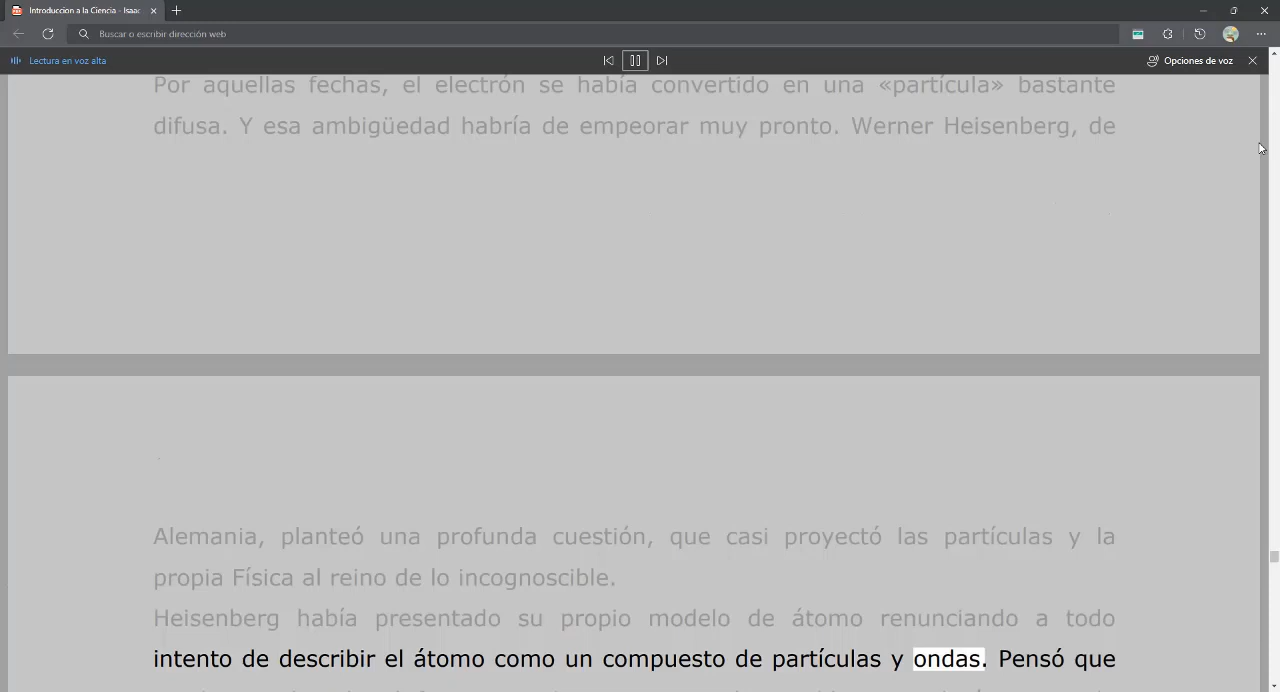 Introduccion a la Ciencia - Isaac
Buscar o escribir dirección web
Lectura en voz alta
Opciones de voz
Por aquellas fechas, el electrón se había convertido en una «partícula» bastante
difusa. Y esa ambigüedad habría de empeorar muy pronto. Werner Heisenberg, de
Alemania, planteó una profunda cuestión, que casi proyectó las partículas y la
propia Física al reino de lo incognoscible.
Heisenberg había presentado su propio modelo de átomo renunciando a todo
intento de describir el átomo como un compuesto de partículas y ondas. Pensó que